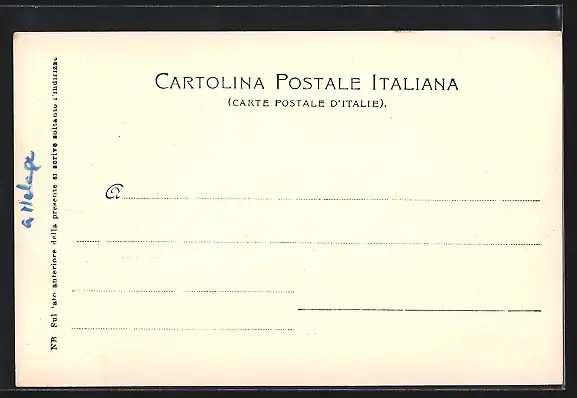 CARTOLINA POSTALE ITALIANA
(CARTE POSTALE D'ITALIE).
A
NB. Sul lato anteriore della presente si scrive soltanto l'indirizzo